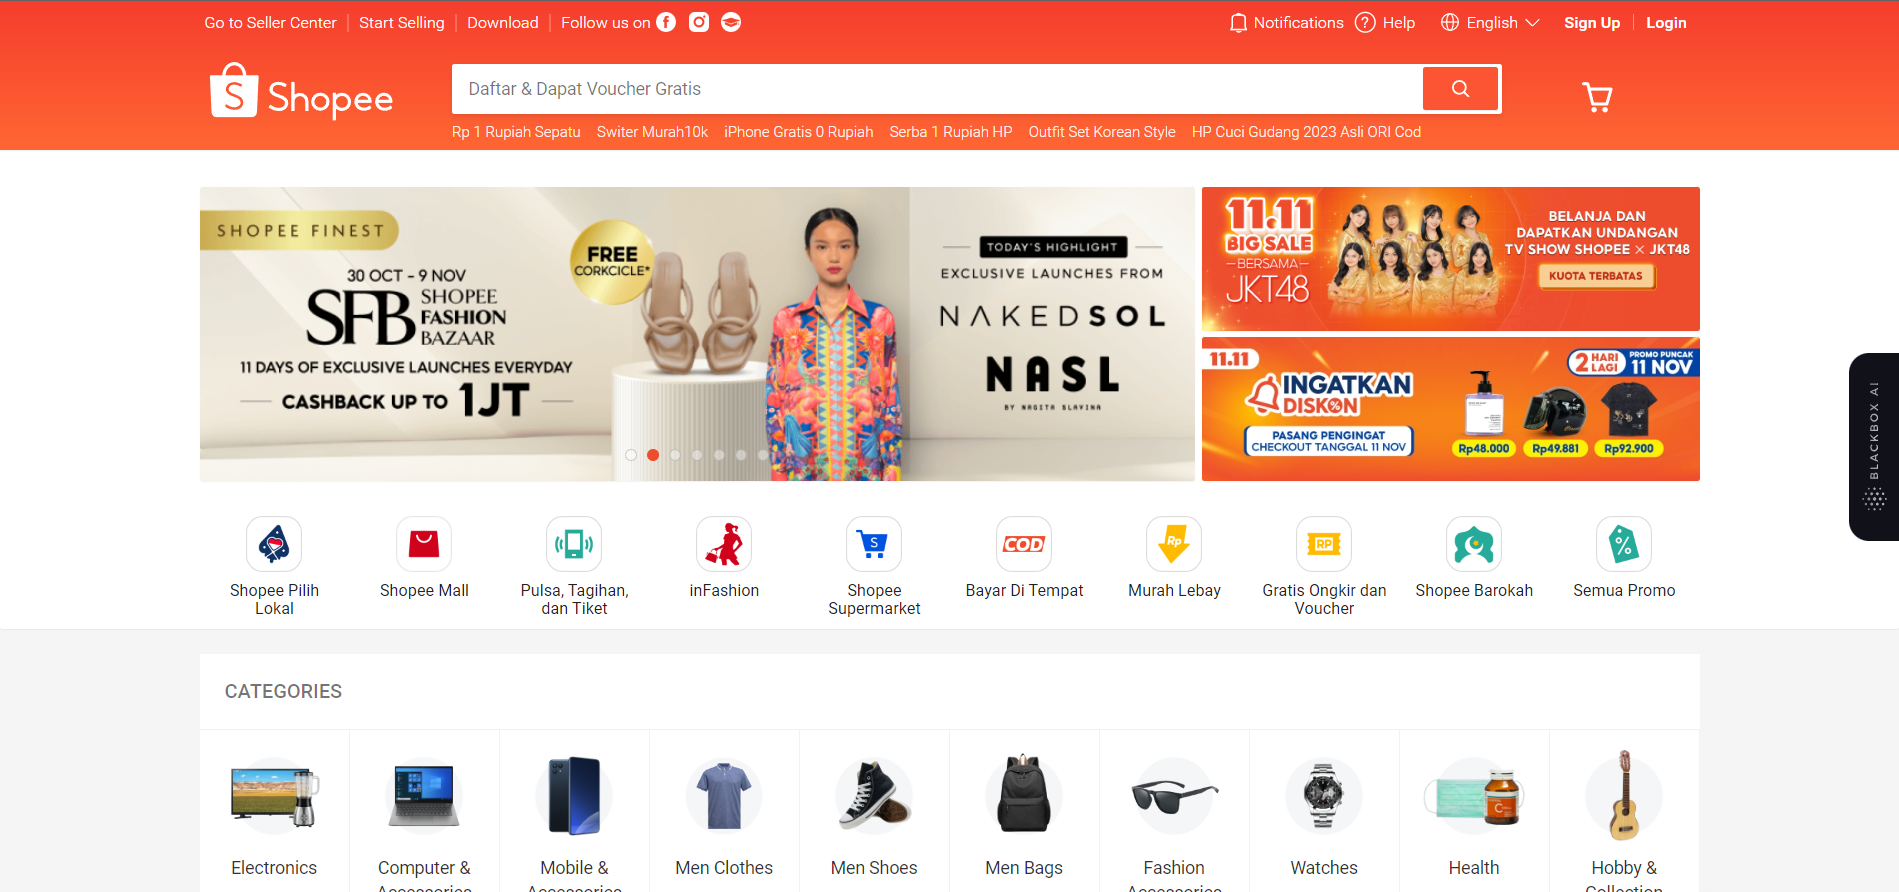 Go to Seller Center
Start Selling
Download
Follow us on
Notifications
Help
English
Sign Up
Login
S Shopee
Daftar & Dapat Voucher Gratis
Rp 1 Rupiah Sepatu
Switer Murah10k
iPhone Gratis 0 Rupiah
Serba 1 Rupiah HP
Outfit Set Korean Style
HP Cuci Gudang 2023 Asli ORI Cod
SHOPEE FINEST
30 OCT - 9 NOV
SFB
SHOPEE
FASHION
BAZAAR
11 DAYS OF EXCLUSIVE LAUNCHES EVERYDAY
CASHBACK UP TO 1JT
FREE
CORKCICLE*
TODAY'S HIGHLIGHT
EXCLUSIVE LAUNCHES FROM
NAKEDSOL
NASL
BY NAGITA SLAVINA
11.11
BIG SALE
BERSAMA
JKT48
BELANJA DAN
DAPATKAN UNDANGAN
TV SHOW SHOPEE × JKT48
KUOTA TERBATAS
11.11
INGATKAN
DISKON
PASANG PENGINGAT
CHECKOUT TANGGAL 11 NOV
2 HARI
LAGI
PROMO PUNCAK
11 NOV
Rp48.000
Rp49.881
Rp92.900
BLACKBOX AI
S
COD
Rp
RP
%
Shopee Pilih
Lokal
Shopee Mall
Pulsa, Tagihan,
dan Tiket
inFashion
Shopee
Supermarket
Bayar Di Tempat
Murah Lebay
Gratis Ongkir dan
Voucher
Shopee Barokah
Semua Promo
CATEGORIES
Electronics
Computer &
Accessories
Mobile &
Accessories
Men Clothes
Men Shoes
Men Bags
Fashion
Accessories
Watches
Health
Hobby &
Collection